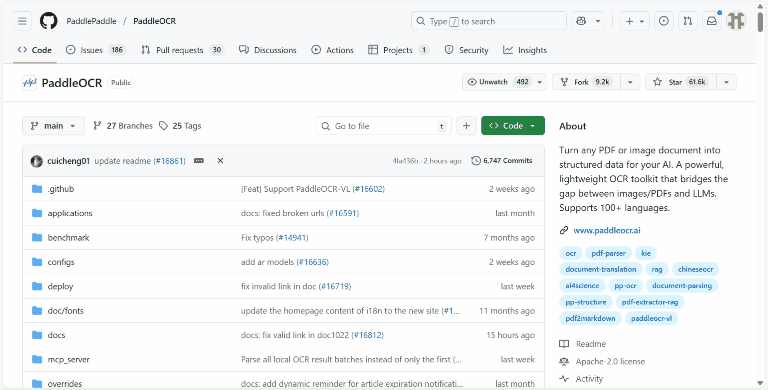 PaddlePaddle / PaddleOCR
Type / to search
Code Issues 186 Pull requests 30 Discussions Actions Projects 1 Security Insights
PaddleOCR Public
Unwatch 492 Fork 9.2k Star 61.6k
main 27 Branches 25 Tags
Go to file t
Code
cuicheng01 update readme (#16861)
4fa436b · 2 hours ago 6,747 Commits
.github [Feat] Support PaddleOCR-VL (#16602) 2 weeks ago
applications docs: fixed broken urls (#16591) last month
benchmark Fix typos (#14941) 7 months ago
configs add ar models (#16636) 2 weeks ago
deploy fix invalid link in doc (#16719) last week
doc/fonts update the homepage content of i18n to the new site (#1... 11 months ago
docs docs: fix valid link in doc1022 (#16812) 15 hours ago
mcp_server Parse all local OCR result batches instead of only the first (... last week
overrides docs: add dynamic reminder for article expiration notificati... last month
About
Turn any PDF or image document into
structured data for your AI. A powerful,
lightweight OCR toolkit that bridges the
gap between images/PDFs and LLMs.
Supports 100+ languages.
www.paddleocr.ai
ocr pdf-parser kie
document-translation rag chineseocr
ai4science pp-ocr document-parsing
pp-structure pdf-extractor-rag
pdf2markdown paddleocr-vl
Readme
Apache-2.0 license
Activity